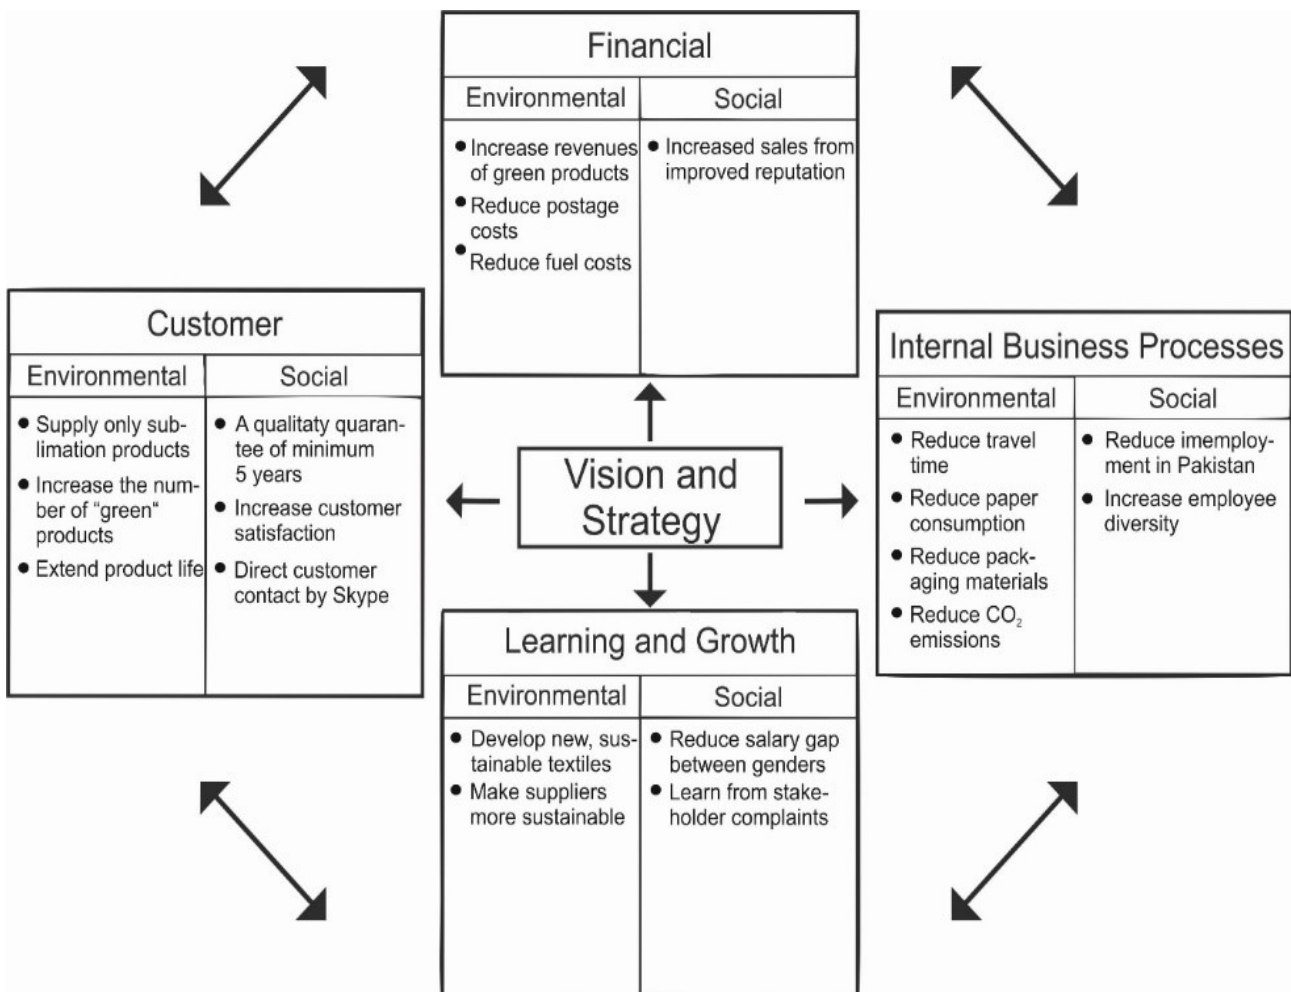 Financial
Environmental
Social
• Increase revenues
of green products
• Reduce postage
costs
• Reduce fuel costs
• Increased sales from
improved reputation
Customer
Environmental
Social
• Supply only sub-
limation products
• Increase the num-
ber of “green“
products
• Extend product life
• A qualitaty quaran-
tee of minimum
5 years
• Increase customer
satisfaction
• Direct customer
contact by Skype
Vision and
Strategy
Internal Business Processes
Environmental
Social
• Reduce travel
time
• Reduce paper
consumption
• Reduce pack-
aging materials
• Reduce CO₂
emissions
• Reduce imemploy-
ment in Pakistan
• Increase employee
diversity
Learning and Growth
Environmental
Social
• Develop new, sus-
tainable textiles
• Make suppliers
more sustainable
• Reduce salary gap
between genders
• Learn from stake-
holder complaints